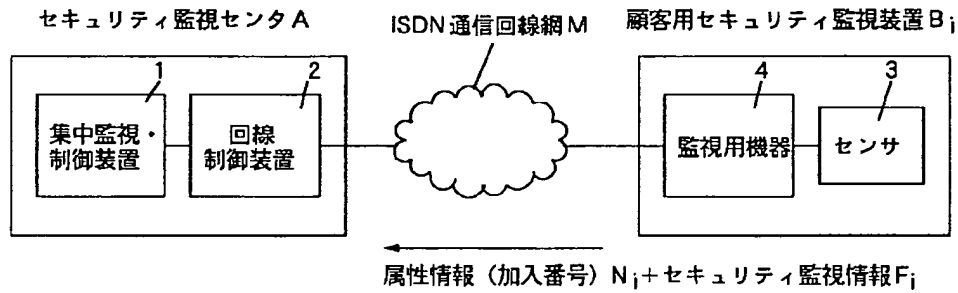 セキュリティ監視センタA
ISDN通信回線網M
顧客用セキュリティ監視装置Bi
1
2
4
3
集中監視・
制御装置
回線
制御装置
監視用機器
センサ
属性情報（加入番号）Ni+セキュリティ監視情報Fi